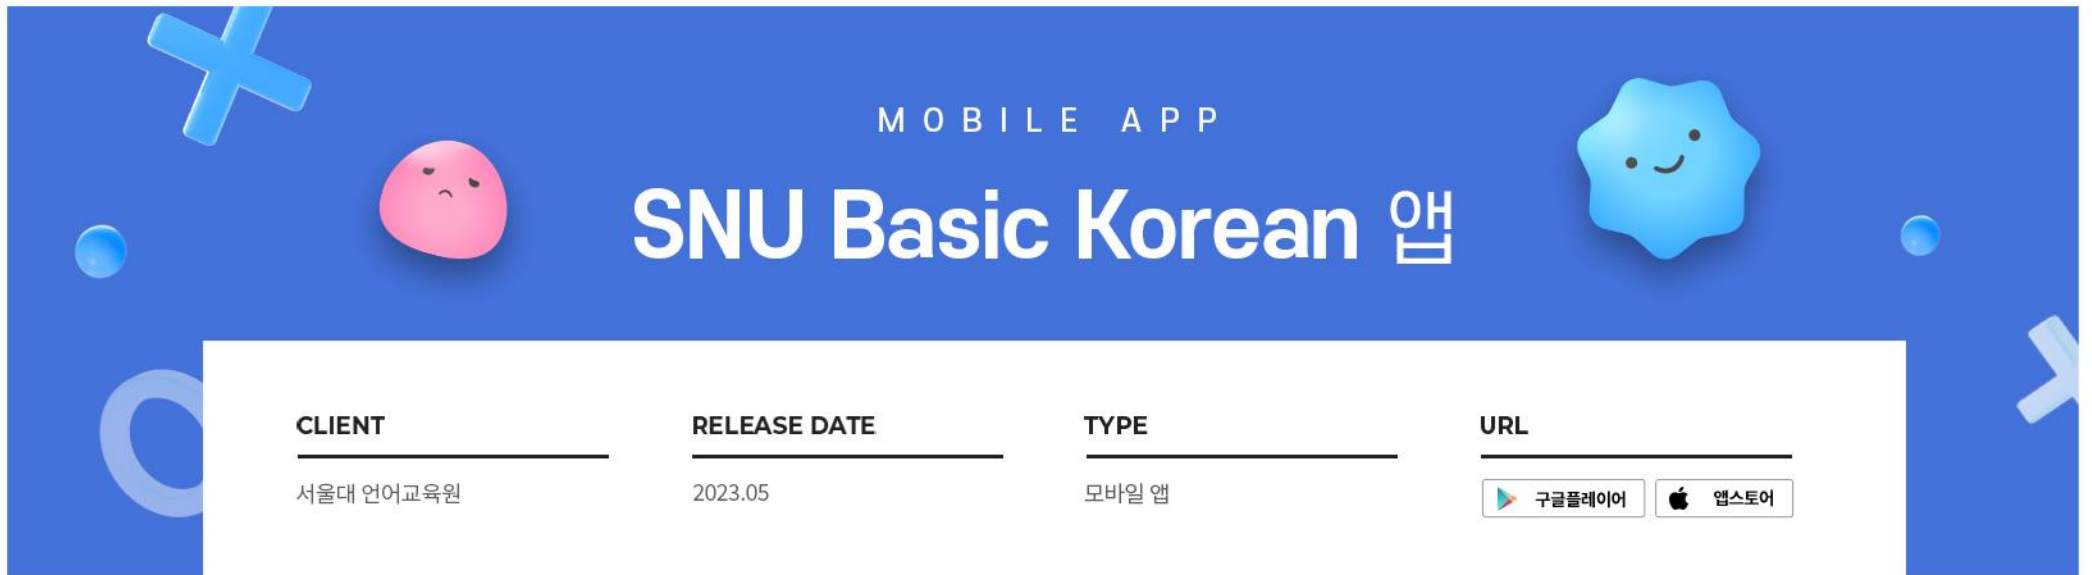 MOBILE APP
SNU Basic Korean 앱
CLIENT
서울대 언어교육원
RELEASE DATE
2023.05
TYPE
모바일 앱
URL
구글플레이어
앱스토어